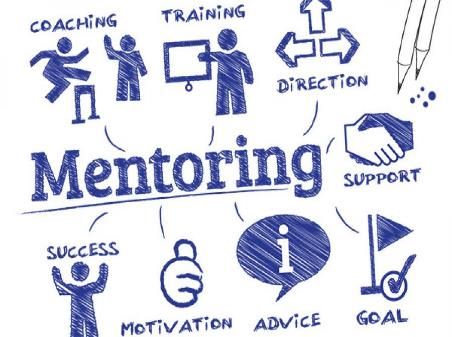 COACHING
TRAINING
DiRECTiON
Mentoring
SUPPORT
SUCCESS
MOTiVATiON
i
ADViCE
GOAL